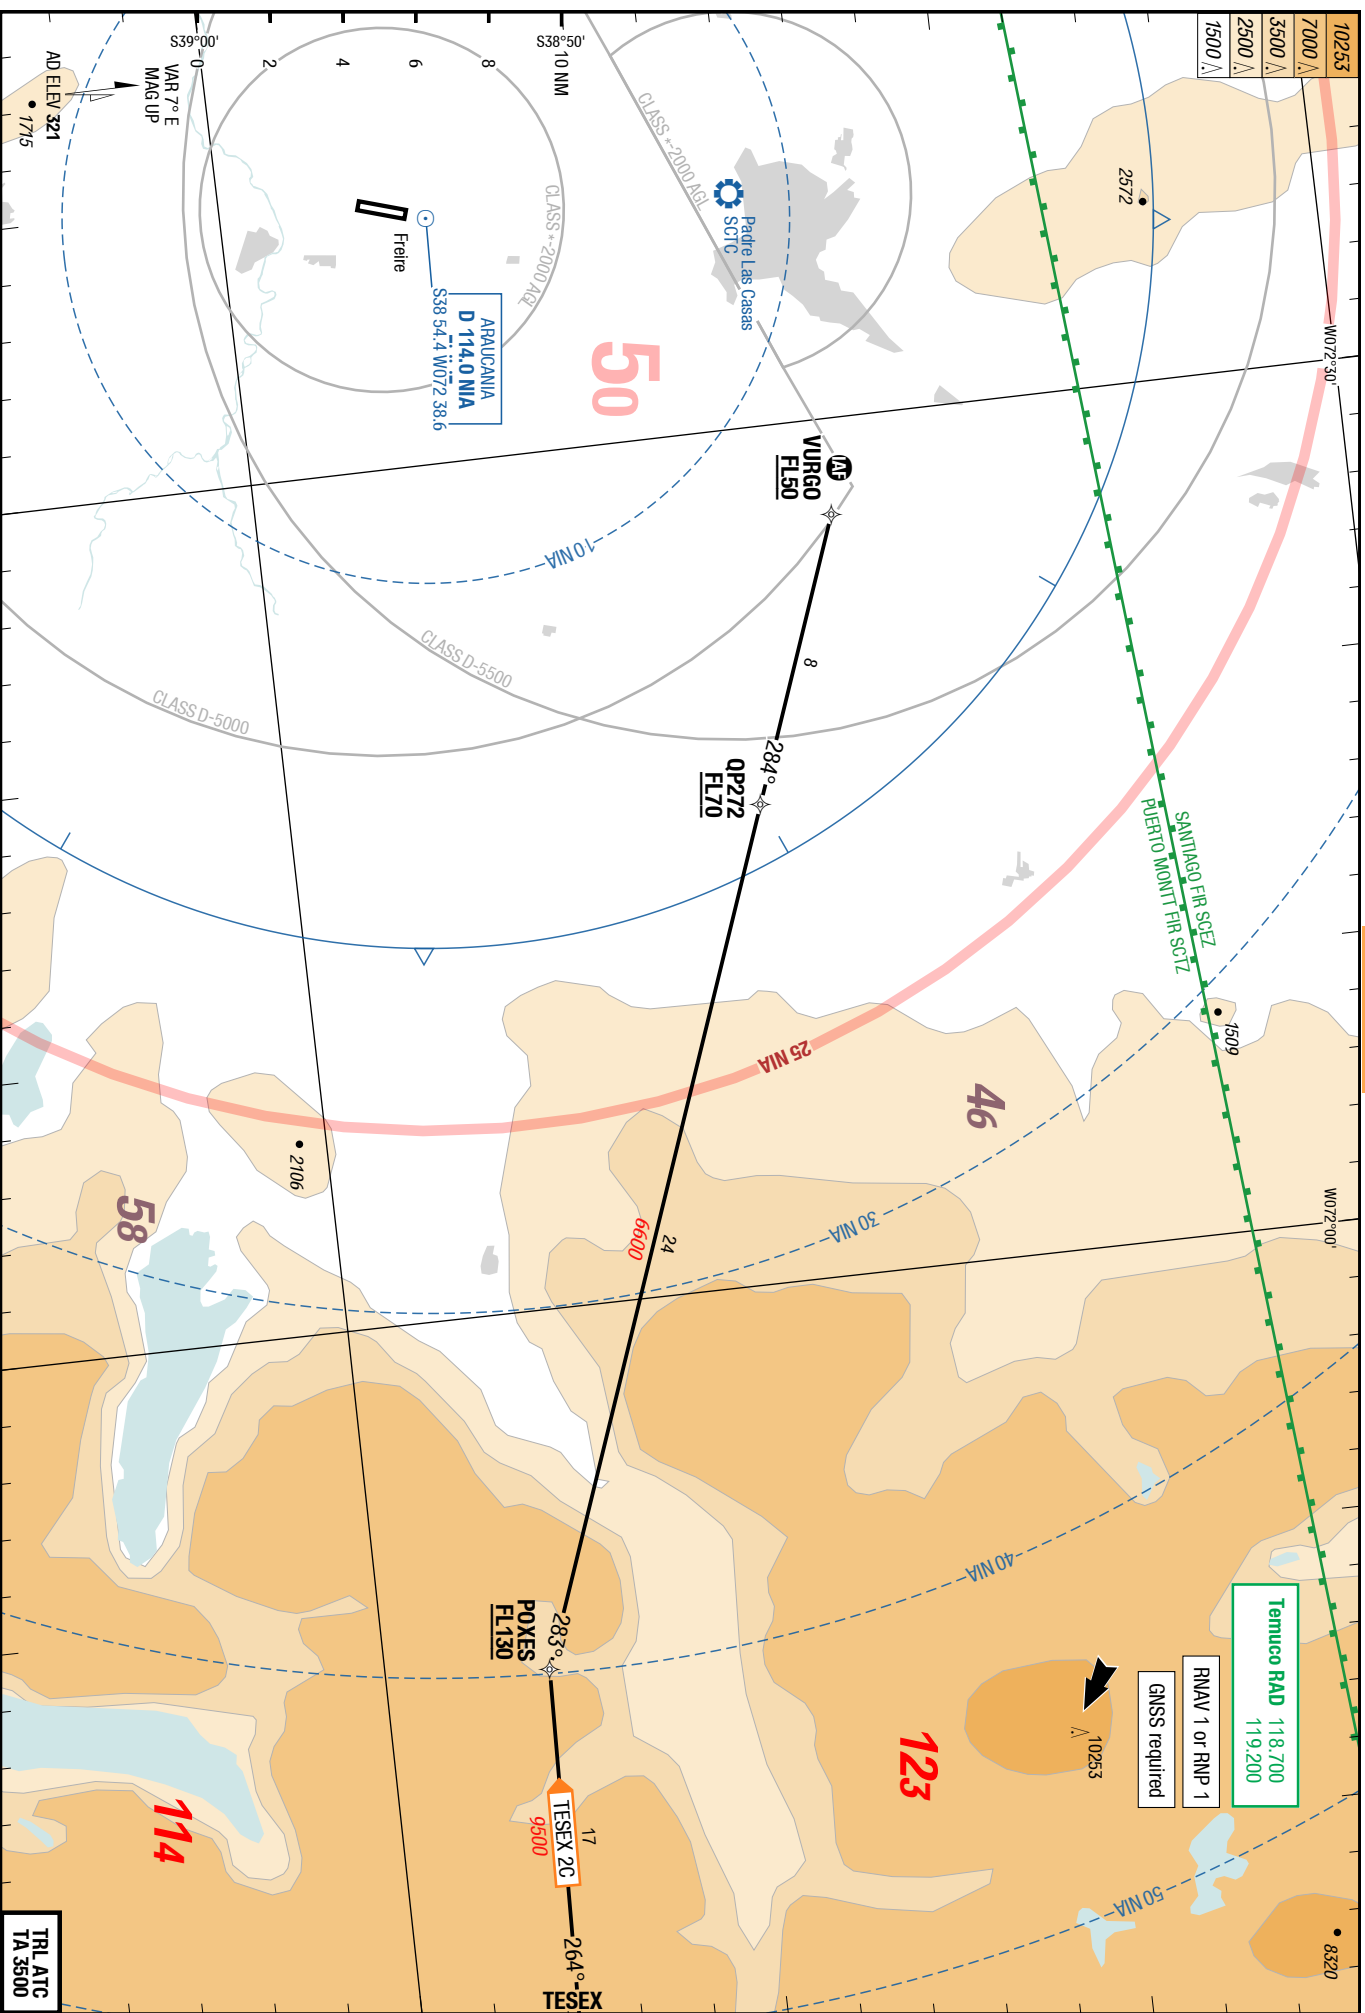 10253
7000
3500
2500
1500
S39°00'
0
2
4
6
8
10 NM
S38°50'
VAR 7° E
MAG UP
AD ELEV 321
1715
2572
W072°30'
CLASS *-2000 AGL
CLASS *-2000 AGL
Padre Las Casas
SCTC
Freire
ARAUCANIA
D 114.0 NIA
S38 54.4 W072 38.6
50
IAF
VURGO
FL50
10 NIA
CLASS D-5500
CLASS D-5000
8
284°
QP272
FL70
SANTIAGO FIR SCEZ
PUERTO MONTT FIR SCTZ
1509
25 NIA
46
2106
58
W072°00'
30 NIA
24
6600
40 NIA
283°
POXES
FL130
Temuco RAD 118.700
119.200
RNAV 1 or RNP 1
GNSS required
10253
123
114
17
TESEX 2C
9500
50 NIA
8320
264°
TESEX
TRL ATC
TA 3500